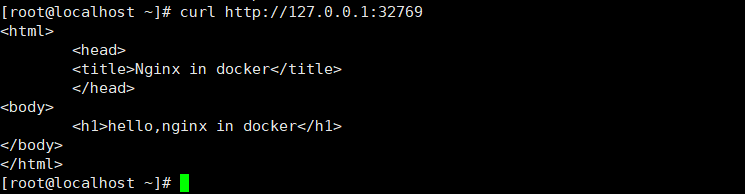 [root@localhost ~]# curl http://127.0.0.1:32769
<html>
        <head>
        <title>Nginx in docker</title>
        </head>
<body>
        <h1>hello,nginx in docker</h1>
</body>
</html>
[root@localhost ~]#